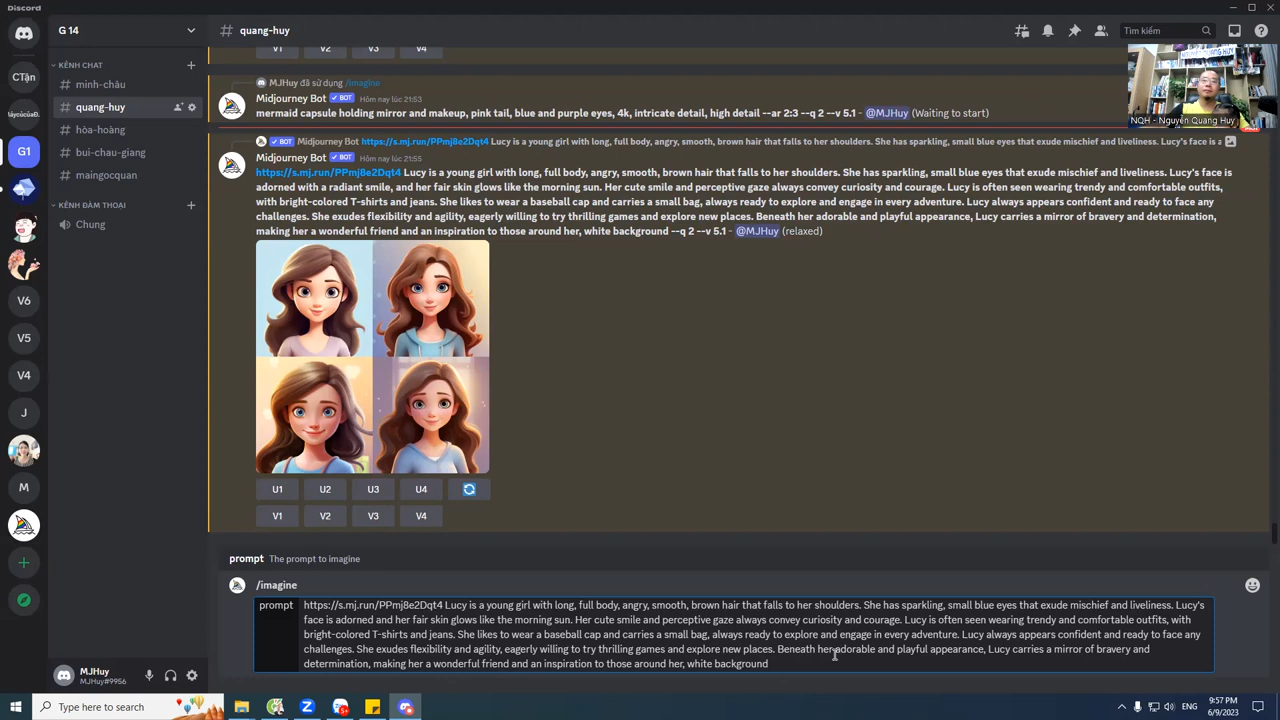 Discord
G 14
quang-huy
Tìm kiếm
V1 V2 V3 V4
KÊNH CHAT
minh-châu
quang-huy
hòa-hoàng
bui-chau-giang
maingocquan
KÊNH ĐÀM THOẠI
Chung
CTận
G1
V6
V5
V4
J
M
MJHuy đã sử dụng /imagine
Midjourney Bot BOT Hôm nay lúc 21:53
mermaid capsule holding mirror and makeup, pink tail, blue and purple eyes, 4k, intricate detail, high detail --ar 2:3 --q 2 --v 5.1 - @MJHuy (Waiting to start)
BOT Midjourney Bot https://s.mj.run/PPmj8e2Dqt4 Lucy is a young girl with long, full body, angry, smooth, brown hair that falls to her shoulders. She has sparkling, small blue eyes that exude mischief and liveliness. Lucy's face is a
Midjourney Bot BOT Hôm nay lúc 21:55
https://s.mj.run/PPmj8e2Dqt4 Lucy is a young girl with long, full body, angry, smooth, brown hair that falls to her shoulders. She has sparkling, small blue eyes that exude mischief and liveliness. Lucy's face is
adorned with a radiant smile, and her fair skin glows like the morning sun. Her cute smile and perceptive gaze always convey curiosity and courage. Lucy is often seen wearing trendy and comfortable outfits,
with bright-colored T-shirts and jeans. She likes to wear a baseball cap and carries a small bag, always ready to explore and engage in every adventure. Lucy always appears confident and ready to face any
challenges. She exudes flexibility and agility, eagerly willing to try thrilling games and explore new places. Beneath her adorable and playful appearance, Lucy carries a mirror of bravery and determination,
making her a wonderful friend and an inspiration to those around her, white background --q 2 --v 5.1 - @MJHuy (relaxed)
U1 U2 U3 U4
V1 V2 V3 V4
prompt The prompt to imagine
/imagine
prompt https://s.mj.run/PPmj8e2Dqt4 Lucy is a young girl with long, full body, angry, smooth, brown hair that falls to her shoulders. She has sparkling, small blue eyes that exude mischief and liveliness. Lucy's
face is adorned with a radiant smile, and her fair skin glows like the morning sun. Her cute smile and perceptive gaze always convey curiosity and courage. Lucy is often seen wearing trendy and comfortable outfits, with
bright-colored T-shirts and jeans. She likes to wear a baseball cap and carries a small bag, always ready to explore and engage in every adventure. Lucy always appears confident and ready to face any
challenges. She exudes flexibility and agility, eagerly willing to try thrilling games and explore new places. Beneath her adorable and playful appearance, Lucy carries a mirror of bravery and
determination, making her a wonderful friend and an inspiration to those around her, white background
NQH - Nguyễn Quang Huy
MJHuy
MJHuy#9956
Type here to search
5+
ENG
9:57 PM
6/9/2023